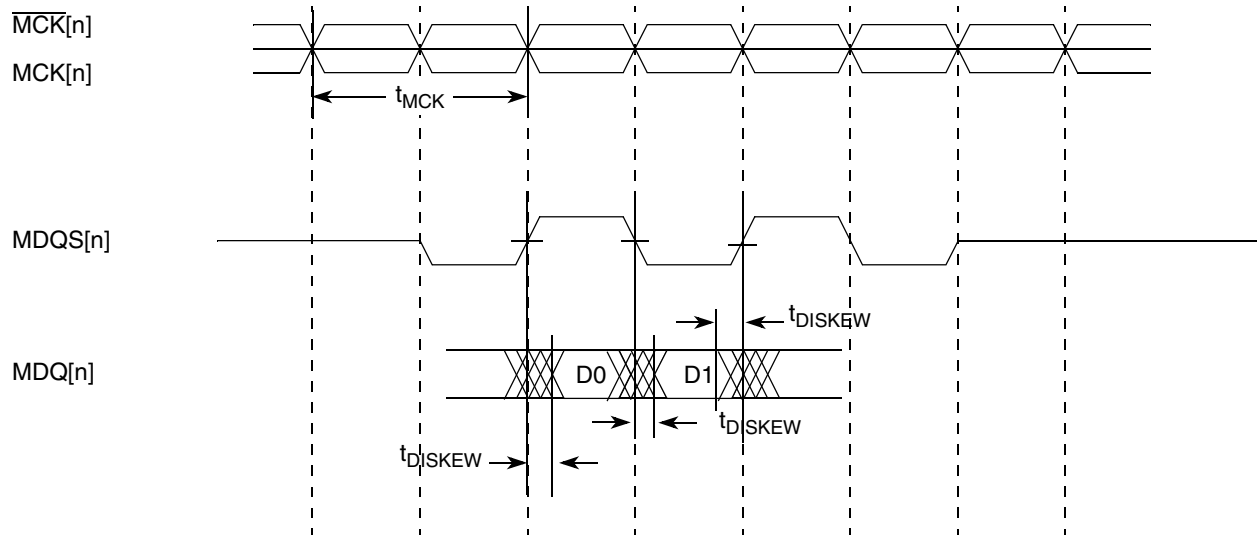 MCK[n]
MCK[n]
tMCK
MDQS[n]
tDISKEW
MDQ[n]
D0
D1
tDISKEW
tDISKEW